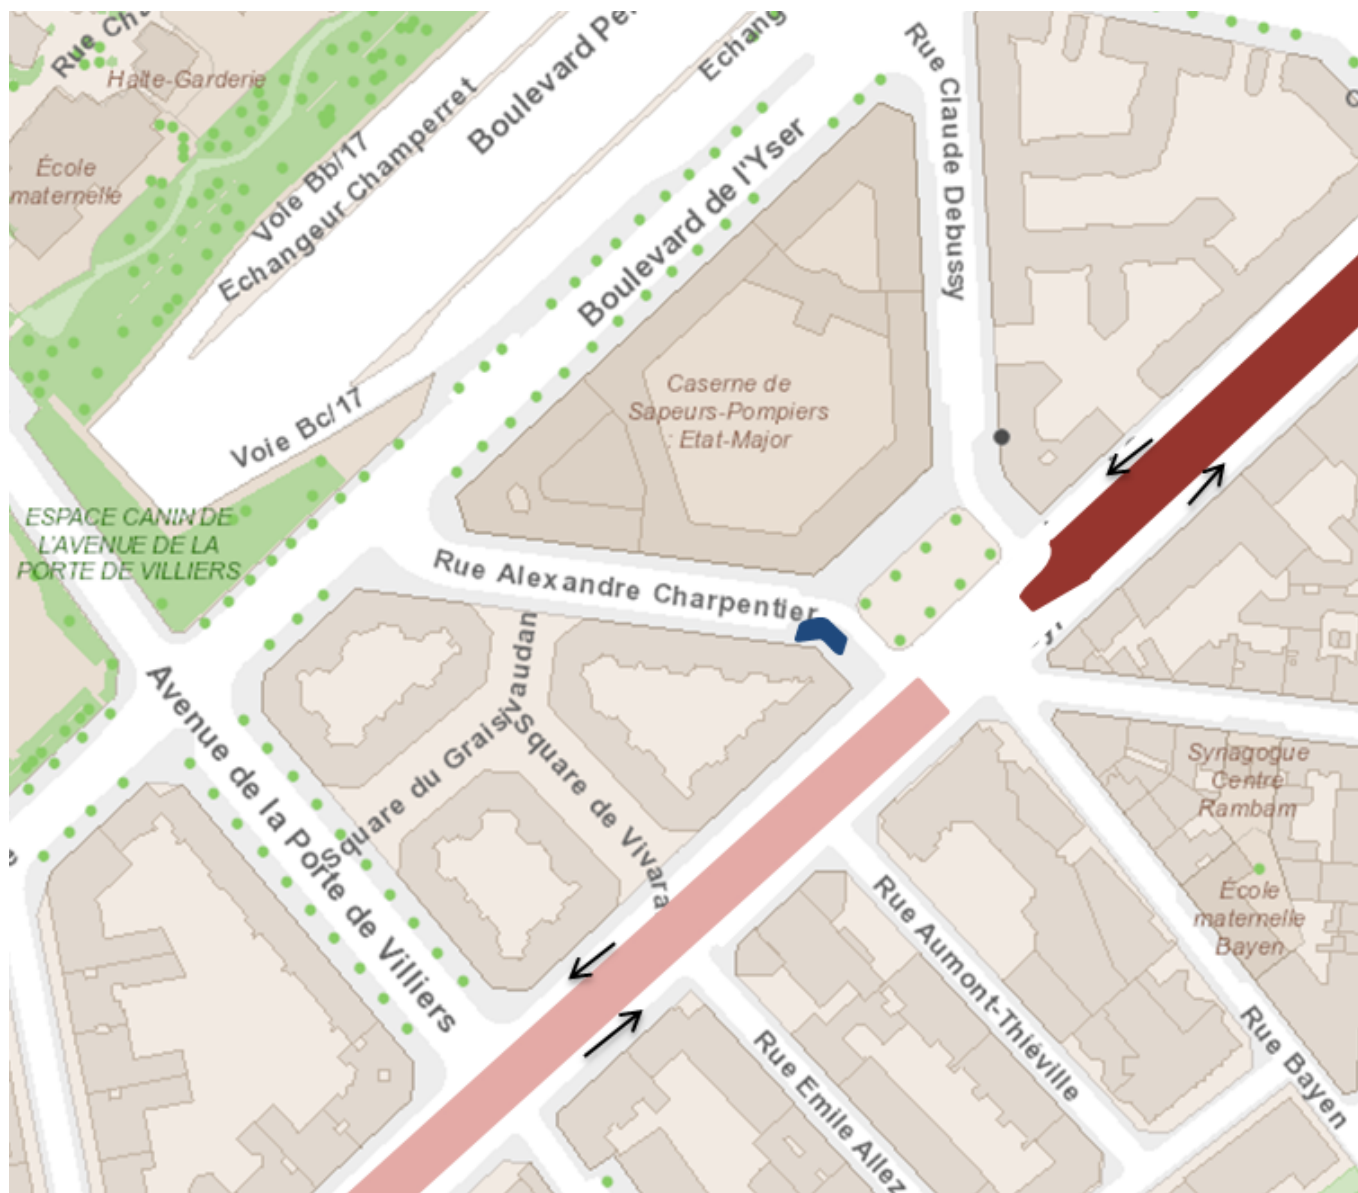 Halte-Garderie
École
maternelle
Voie Bb/17
Echangeur Champerret
Boulevard
Boulevard de l'Yser
Rue Claude Debussy
Caserne de
Sapeurs-Pompiers
: Etat-Major
Voie Bc/17
ESPACE CANIN DE
L'AVENUE DE LA
PORTE DE VILLIERS
Rue Alexandre Charpentier
Avenue de la Porte de Villiers
Square du Graisivaudan
Square de Vivara
Synagogue
Centre
Rambam
École
maternelle
Bayen
Rue Aumont-Thiéville
Rue Bayen
Rue Emile Allez